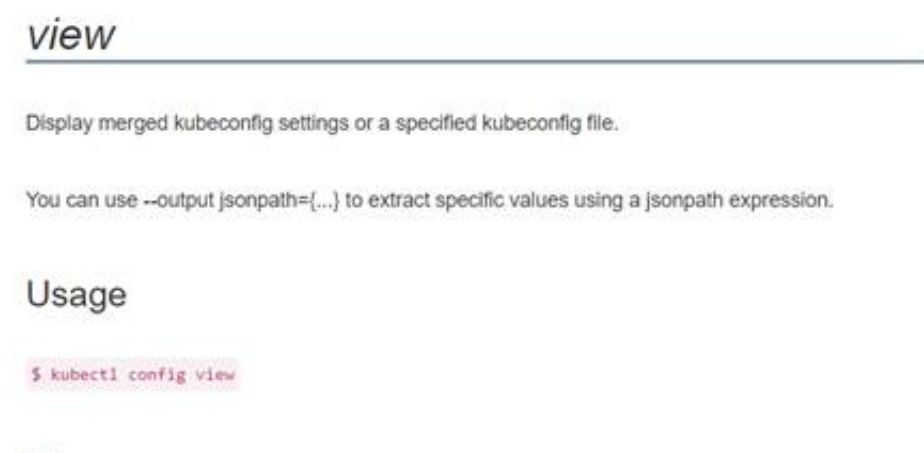 view
Display merged kubeconfig settings or a specified kubeconfig file.
You can use --output jsonpath={...} to extract specific values using a jsonpath expression.
Usage
$ kubectl config view